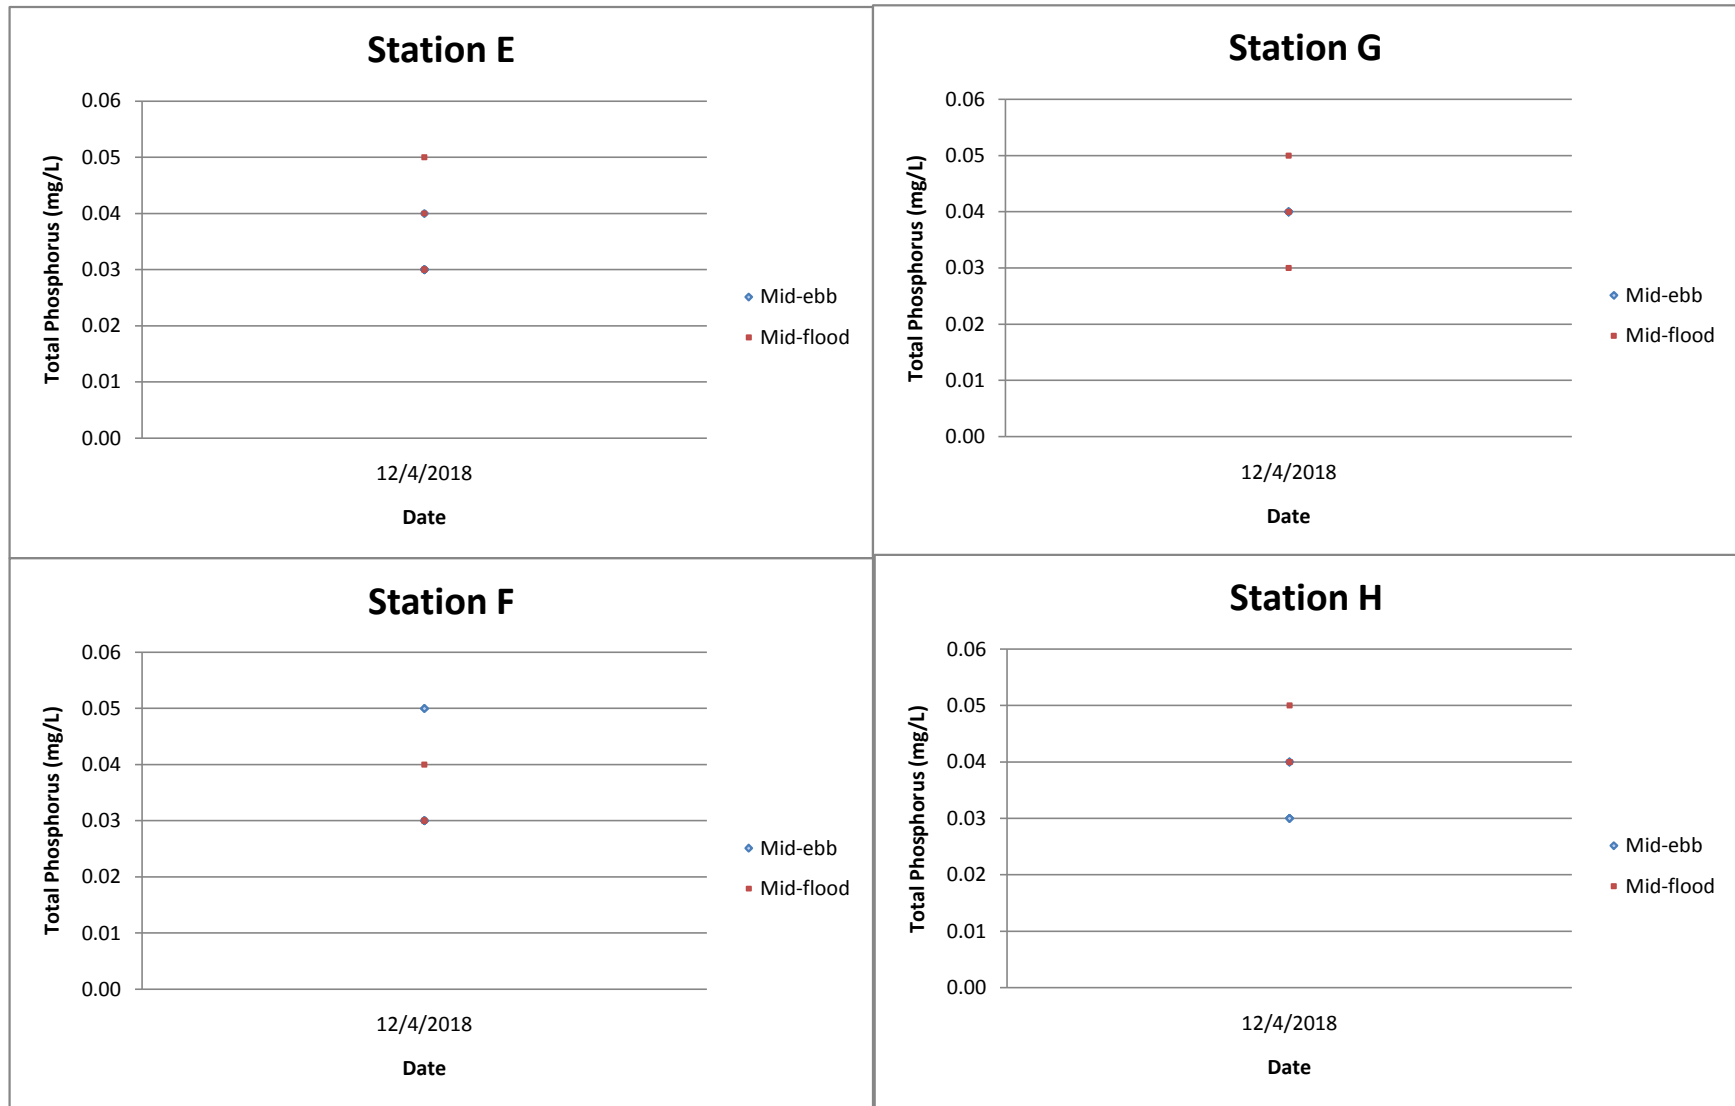 Station E
Total Phosphorus (mg/L)
0.06
0.05
0.04
0.03
0.02
0.01
0.00
12/4/2018
Date
Mid-ebb
Mid-flood
Station G
Total Phosphorus (mg/L)
0.06
0.05
0.04
0.03
0.02
0.01
0.00
12/4/2018
Date
Mid-ebb
Mid-flood
Station F
Total Phosphorus (mg/L)
0.06
0.05
0.04
0.03
0.02
0.01
0.00
12/4/2018
Date
Mid-ebb
Mid-flood
Station H
Total Phosphorus (mg/L)
0.06
0.05
0.04
0.03
0.02
0.01
0.00
12/4/2018
Date
Mid-ebb
Mid-flood